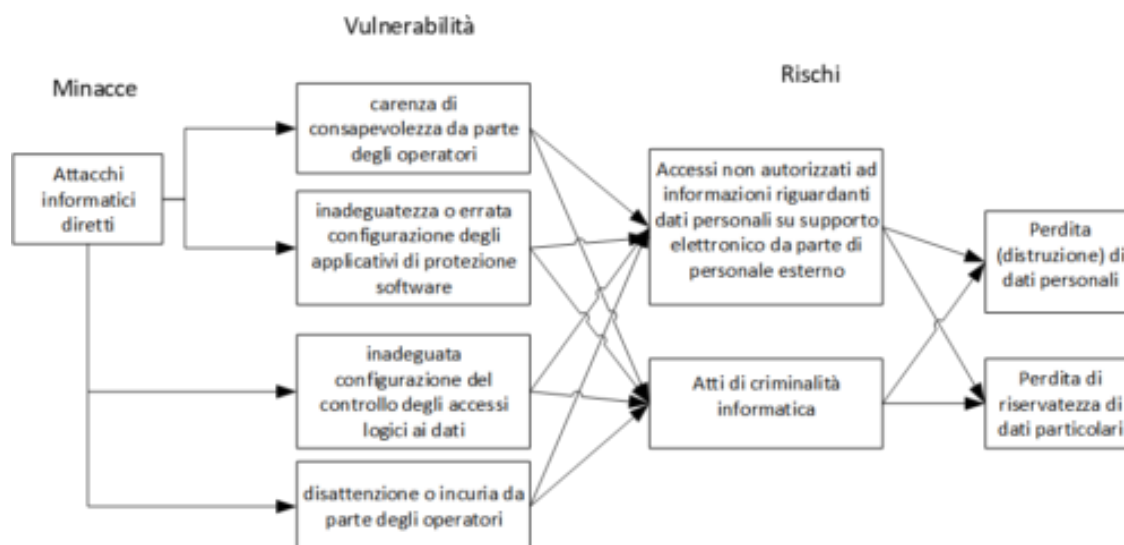 Vulnerabilità
Minacce
Rischi
Attacchi
informatici
diretti
carenza di
consapevolezza da parte
degli operatori
inadeguatezza o errata
configurazione degli
applicativi di protezione
software
inadeguata
configurazione del
controllo degli accessi
logici ai dati
disattenzione o incuria da
parte degli operatori
Accessi non autorizzati ad
informazioni riguardanti
dati personali su supporto
elettronico da parte di
personale esterno
Atti di criminalità
informatica
Perdita
(distruzione) di
dati personali
Perdita di
riservatezza di
dati particolari